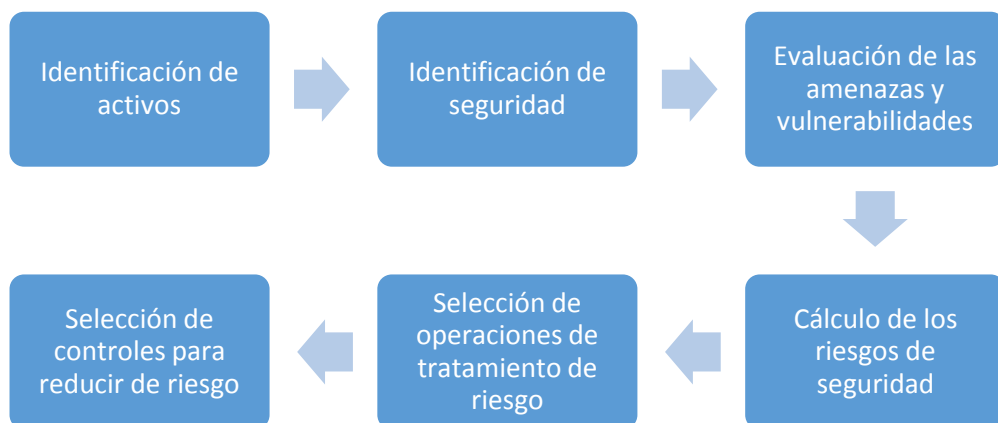 Identificación de
activos
Identificación de
seguridad
Evaluación de las
amenazas y
vulnerabilidades
Cálculo de los
riesgos de
seguridad
Selección de
operaciones de
tratamiento de
riesgo
Selección de
controles para
reducir de riesgo